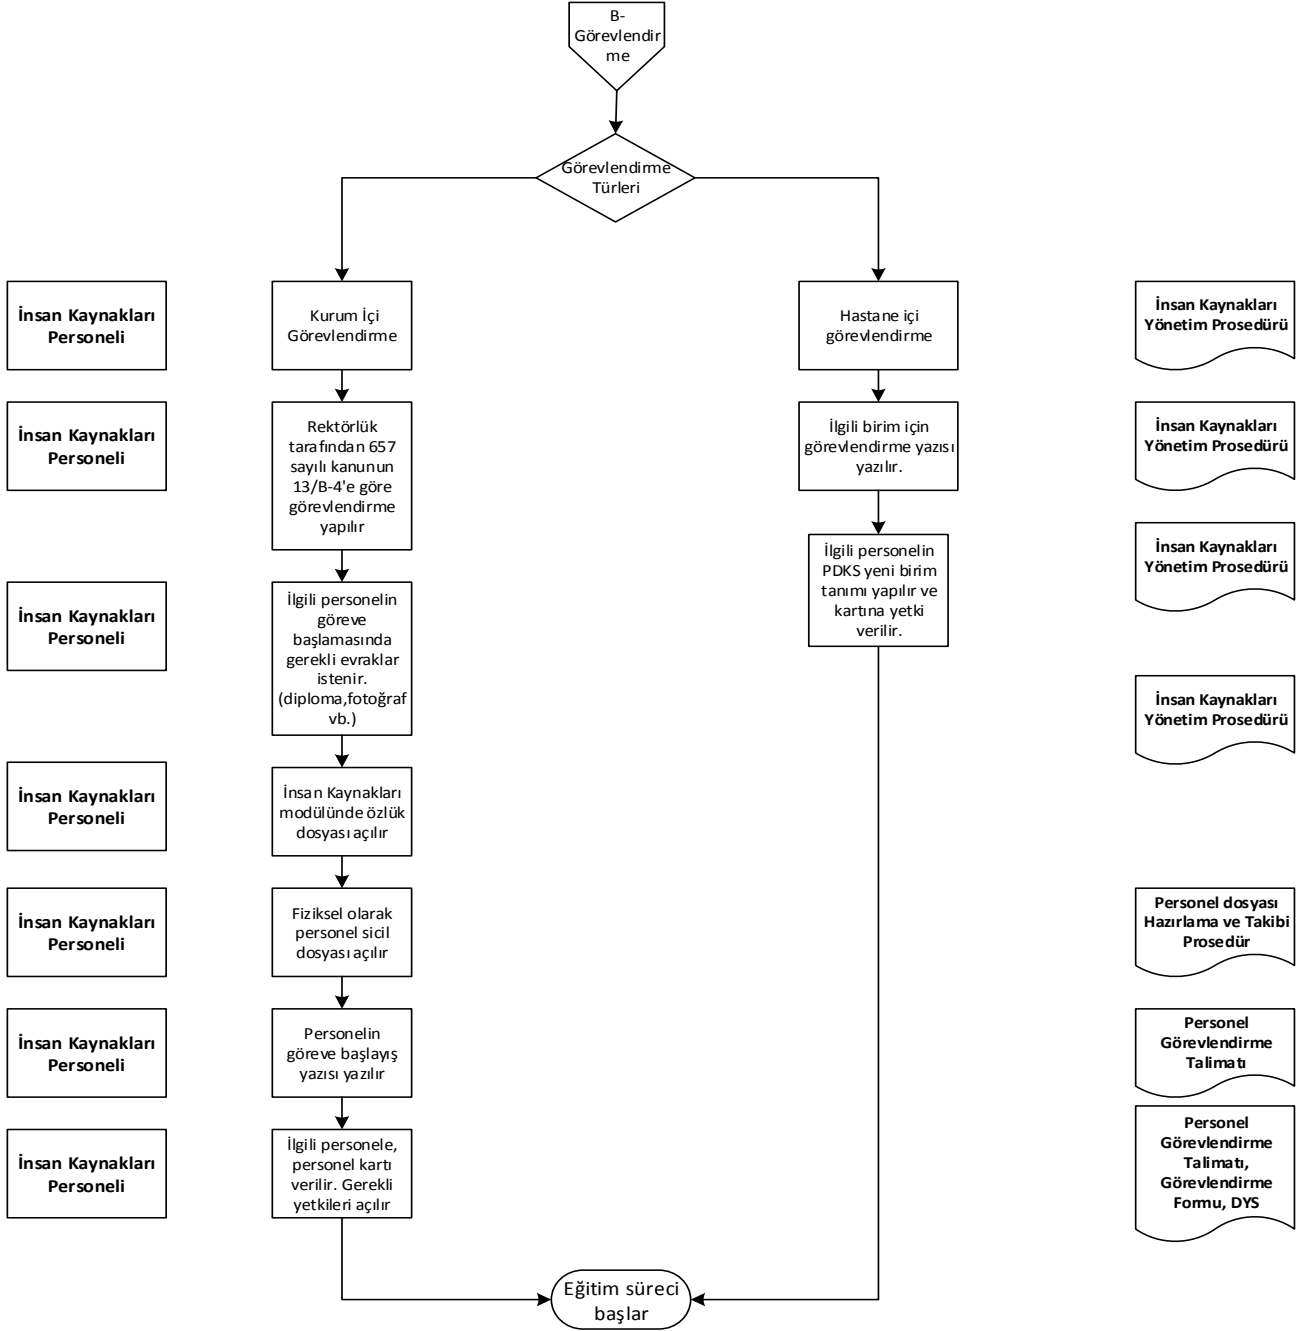 B-
Görevlendir
me
Görevlendirme
Türleri
İnsan Kaynakları
Personeli
Kurum İçi
Görevlendirme
Hastane içi
görevlendirme
İnsan Kaynakları
Yönetim Prosedürü
İnsan Kaynakları
Personeli
Rektörlük
tarafından 657
sayılı kanunun
13/B-4'e göre
görevlendirme
yapılır
İlgili birim için
görevlendirme yazısı
yazılır.
İnsan Kaynakları
Yönetim Prosedürü
İlgili personelin
PDKS yeni birim
tanımı yapılır ve
kartına yetki
verilir.
İnsan Kaynakları
Yönetim Prosedürü
İnsan Kaynakları
Personeli
İlgili personelin
göreve
başlamasında
gerekli evraklar
istenir.
(diploma,fotoğraf
vb.)
İnsan Kaynakları
Yönetim Prosedürü
İnsan Kaynakları
Personeli
İnsan Kaynakları
modülünde özlük
dosyası açılır
İnsan Kaynakları
Personeli
Fiziksel olarak
personel sicil
dosyası açılır
Personel dosyası
Hazırlama ve Takibi
Prosedür
İnsan Kaynakları
Personeli
Personelin
göreve başlayış
yazısı yazılır
Personel
Görevlendirme
Talimatı
İnsan Kaynakları
Personeli
İlgili personele,
personel kartı
verilir. Gerekli
yetkileri açılır
Personel
Görevlendirme
Talimatı,
Görevlendirme
Formu, DYS
Eğitim süreci
başlar